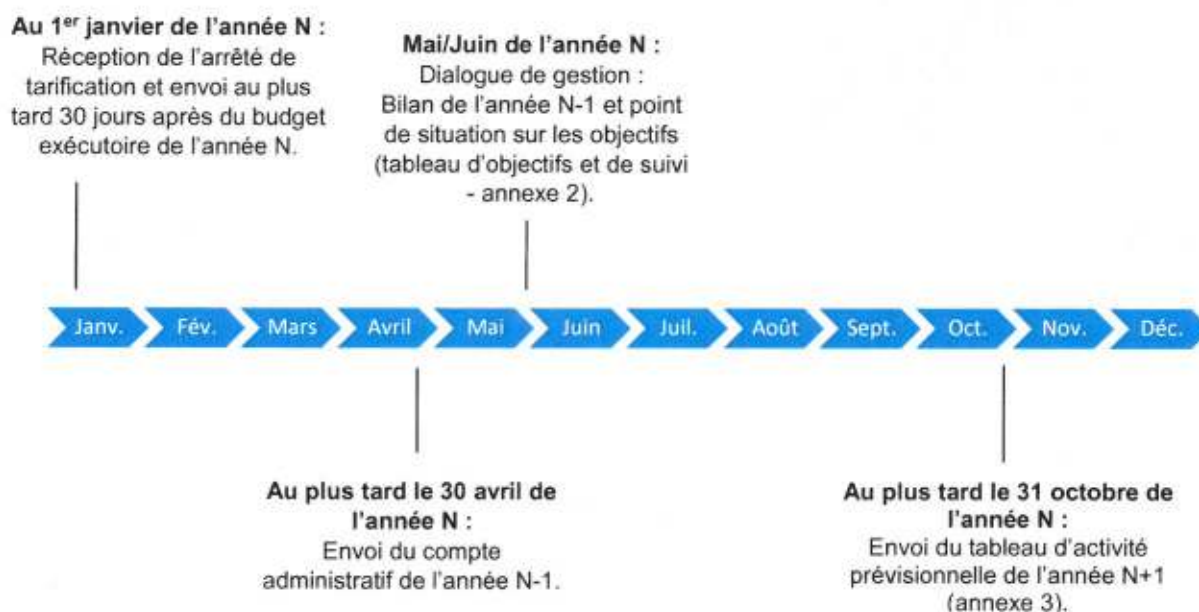 Au 1er janvier de l'année N :
Réception de l'arrêté de
tarification et envoi au plus
tard 30 jours après du budget
exécutoire de l'année N.
Mai/Juin de l'année N :
Dialogue de gestion :
Bilan de l'année N-1 et point
de situation sur les objectifs
(tableau d'objectifs et de suivi
- annexe 2).
Janv. Fév. Mars Avril Mai Juin Juil. Août Sept. Oct. Nov. Déc.
Au plus tard le 30 avril de
l'année N :
Envoi du compte
administratif de l'année N-1.
Au plus tard le 31 octobre de
l'année N :
Envoi du tableau d'activité
prévisionnelle de l'année N+1
(annexe 3).